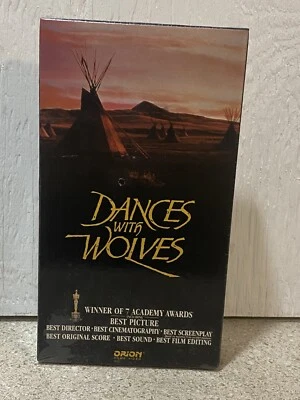 DANCES
WITH
WOLVES
WINNER OF 7 ACADEMY AWARDS
INCLUDING
BEST PICTURE
BEST DIRECTOR · BEST CINEMATOGRAPHY · BEST SCREENPLAY
BEST ORIGINAL SCORE · BEST SOUND · BEST FILM EDITING
ORION